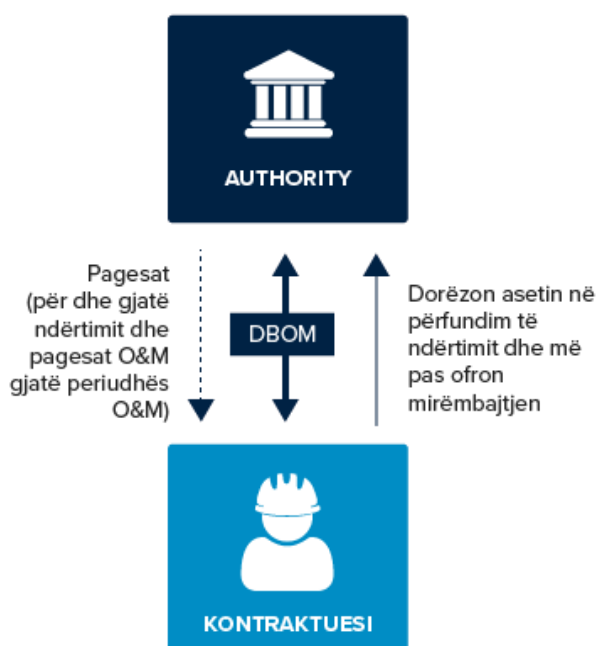 AUTHORITY
Pagesat
(për dhe gjatë
ndërtimit dhe
pagesat O&M
gjatë periudhës
O&M)
DBOM
Dorëzon asetin në
përfundim të
ndërtimit dhe më
pas ofron
mirëmbajtjen
KONTRAKTUESI